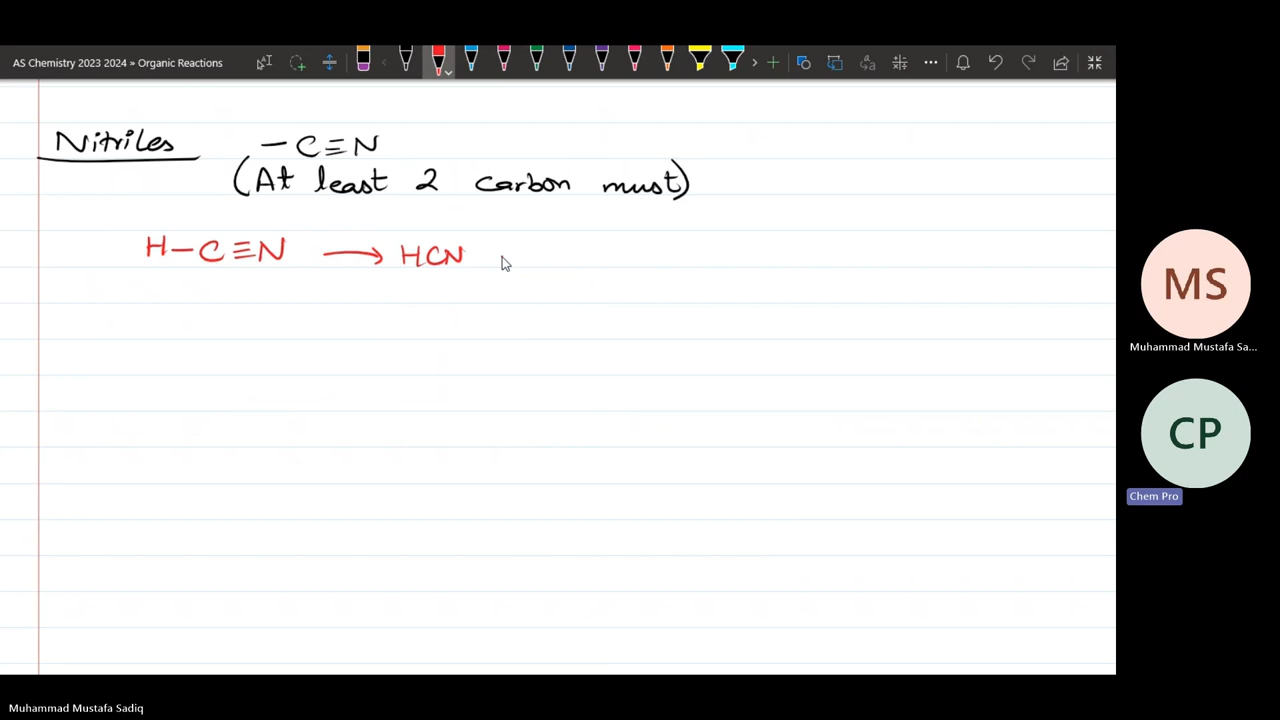 AS Chemistry 2023 2024 » Organic Reactions
Nitriles —C≡N
(At least 2 carbon must)
H—C≡N → HCN
MS
Muhammad Mustafa Sa...
CP
Chem Pro
Muhammad Mustafa Sadiq